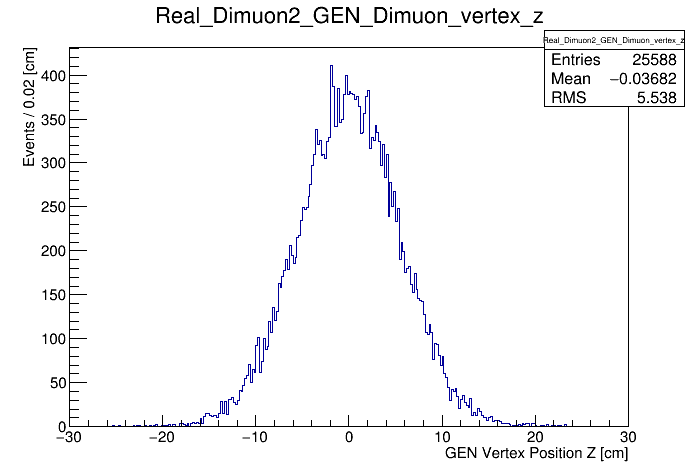 Real_Dimuon2_GEN_Dimuon_vertex_z
Real_Dimuon2_GEN_Dimuon_vertex_z
Entries 25588
Mean −0.03682
RMS 5.538
Events / 0.02 [cm]
400
350
300
250
200
150
100
50
0
−30 −20 −10 0 10 20 30
GEN Vertex Position Z [cm]